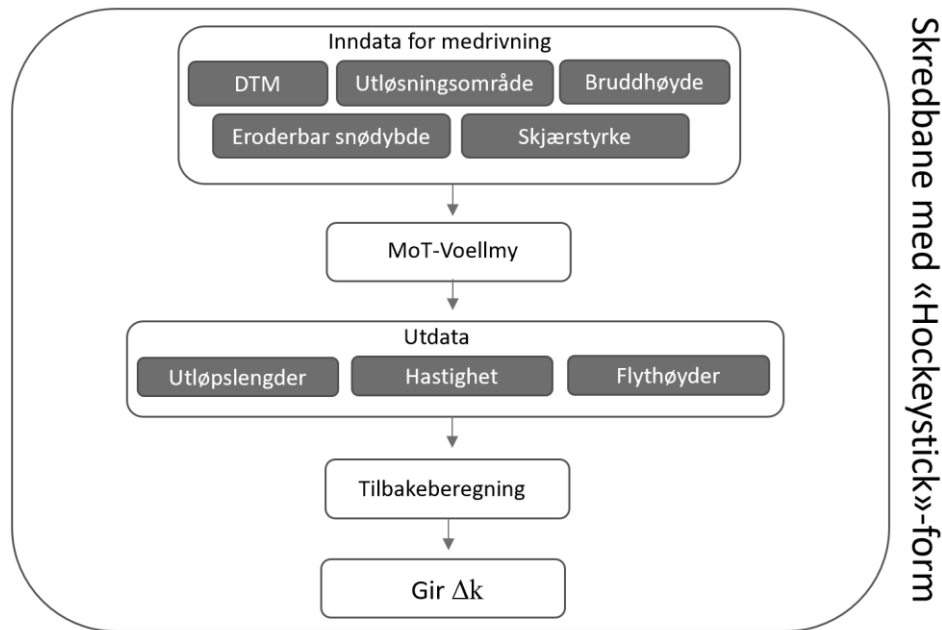 Inndata for medrivning
DTM
Utløsningsområde
Bruddhøyde
Eroderbar snødybde
Skjærstyrke
MoT-Voellmy
Utdata
Utløpslengder
Hastighet
Flythøyder
Tilbakeberegning
Gir Δk
Skredbane med «Hockeystick»-form